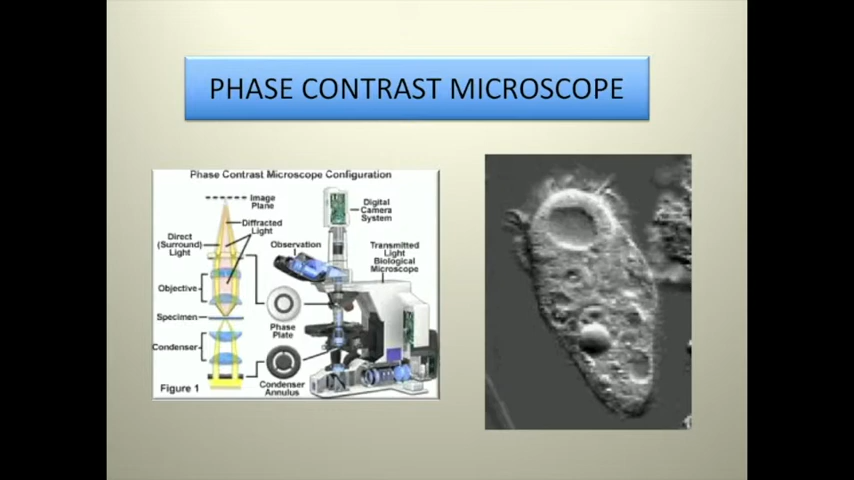 PHASE CONTRAST MICROSCOPE
Phase Contrast Microscope Configuration
Image
Plane
Diffracted
Light
Direct
(Surround)
Light
Objective
Specimen
Condenser
Figure 1
Observation
Digital
Camera
System
Transmitted
Light
Biological
Microscope
Phase
Plate
Condenser
Annulus